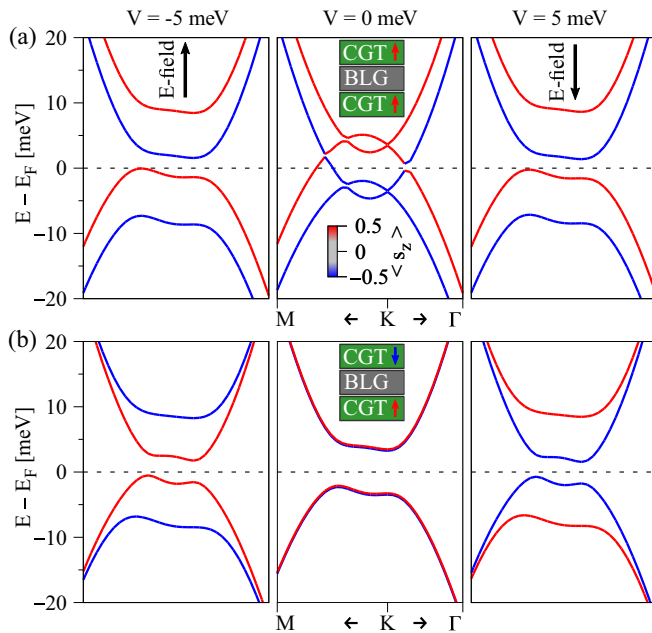 V = -5 meV
V = 0 meV
V = 5 meV
(a)
E − E_F [meV]
20
10
0
−10
−20
E-field
CGT
BLG
CGT
0.5
0
−0.5
<s_z>
E-field
M
←
K
→
Γ
(b)
E − E_F [meV]
20
10
0
−10
−20
CGT
BLG
CGT
M
←
K
→
Γ